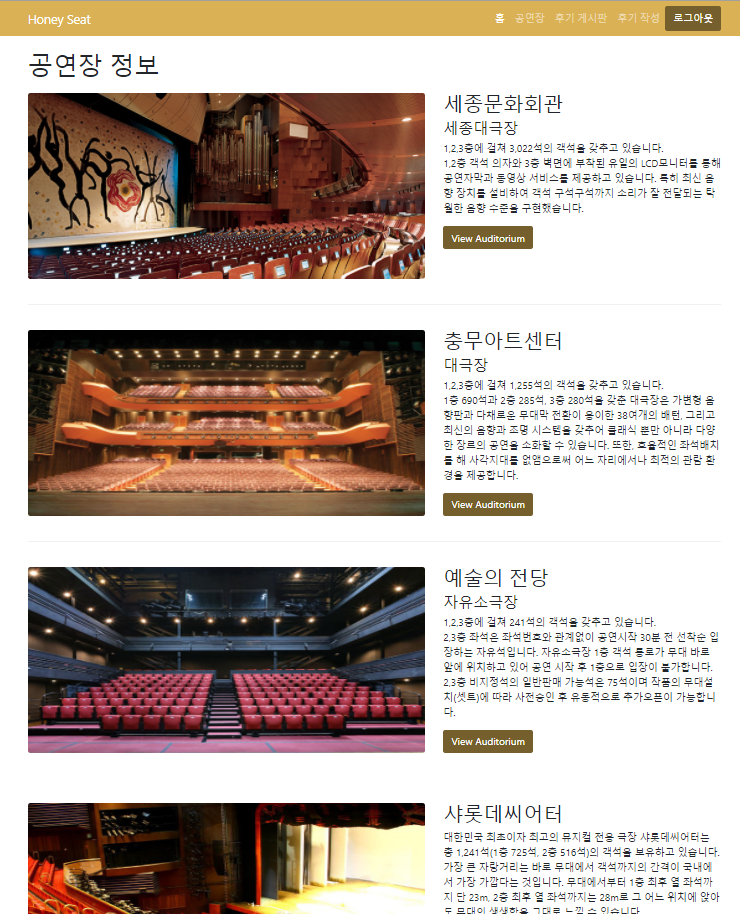 Honey Seat
홈 공연장 후기 게시판 후기 작성 로그아웃
공연장 정보
세종문화회관
세종대극장
1,2,3층에 걸쳐 3,022석의 객석을 갖추고 있습니다.
1,2층 객석 의자와 3층 벽면에 부착된 유일의 LCD모니터를 통해
공연자막과 동영상 서비스를 제공하고 있습니다. 특히 최신 음
향 장치를 설비하여 객석 구석구석까지 소리가 잘 전달되는 탁
월한 음향 수준을 구현했습니다.
View Auditorium
충무아트센터
대극장
1,2,3층에 걸쳐 1,255석의 객석을 갖추고 있습니다.
1층 690석과 2층 285석, 3층 280석을 갖춘 대극장은 가변형 음
향판과 다채로운 무대막 전환이 용이한 38여개의 배턴, 그리고
최신의 음향과 조명 시스템을 갖추어 클래식 뿐만 아니라 다양
한 장르의 공연을 소화할 수 있습니다. 또한, 효율적인 좌석배치
를 해 사각지대를 없앰으로써 어느 자리에서나 최적의 관람 환
경을 제공합니다.
View Auditorium
예술의 전당
자유소극장
1,2,3층에 걸쳐 241석의 객석을 갖추고 있습니다.
2,3층 좌석은 좌석번호와 관계없이 공연시작 30분 전 선착순 입
장하는 자유석입니다. 자유소극장 1층 객석 통로가 무대 바로
앞에 위치하고 있어 공연 시작 후 1층으로 입장이 불가합니다.
2,3층 비지정석의 일반판매 가능석은 75석이며 작품의 무대설
치(셋트)에 따라 사전승인 후 유동적으로 추가오픈이 가능합니
다.
View Auditorium
샤롯데씨어터
대한민국 최초이자 최고의 뮤지컬 전용 극장 샤롯데씨어터는
총 1,241석(1층 725석, 2층 516석)의 객석을 보유하고 있습니다.
가장 큰 자랑거리는 바로 무대에서 객석까지의 간격이 국내에
서 가장 가깝다는 것입니다. 무대에서부터 1층 최후 열 좌석까
지 단 23m, 2층 최후 열 좌석까지는 28m로 그 어느 위치에 앉아
도 무대의 생생함을 그대로 느낄 수 있습니다